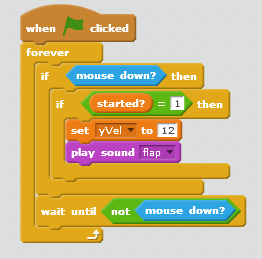 when clicked
forever
if mouse down? then
if started? = 1 then
set yVel to 12
play sound flap
wait until not mouse down?